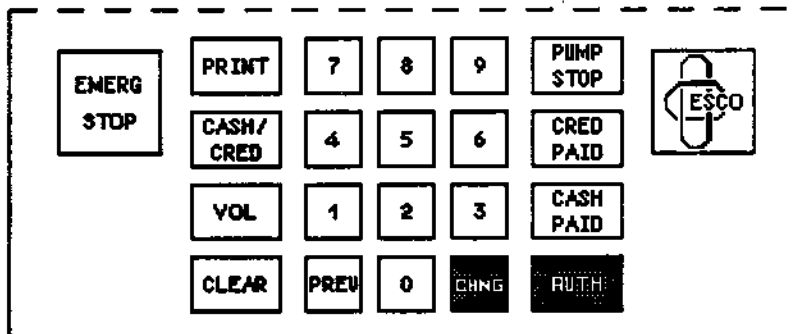 EMERG
STOP
PRINT
7
8
9
PUMP
STOP
ESCO
CASH/
CRED
4
5
6
CRED
PAID
VOL
1
2
3
CASH
PAID
CLEAR
PREV
0
CHNG
AUTH